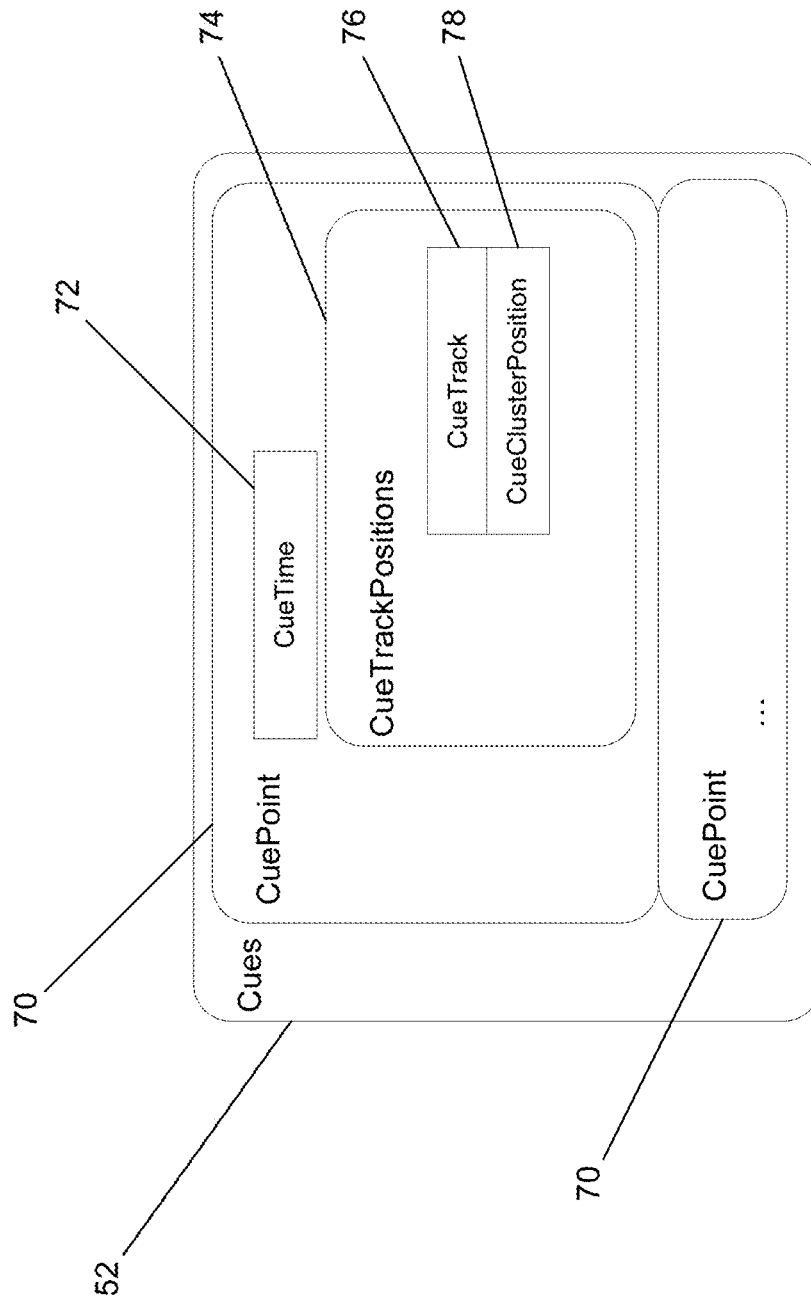 70
72
52
74
Cues
CuePoint
CueTime
76
CueTrackPositions
78
CueTrack
CueClusterPosition
70
CuePoint
...